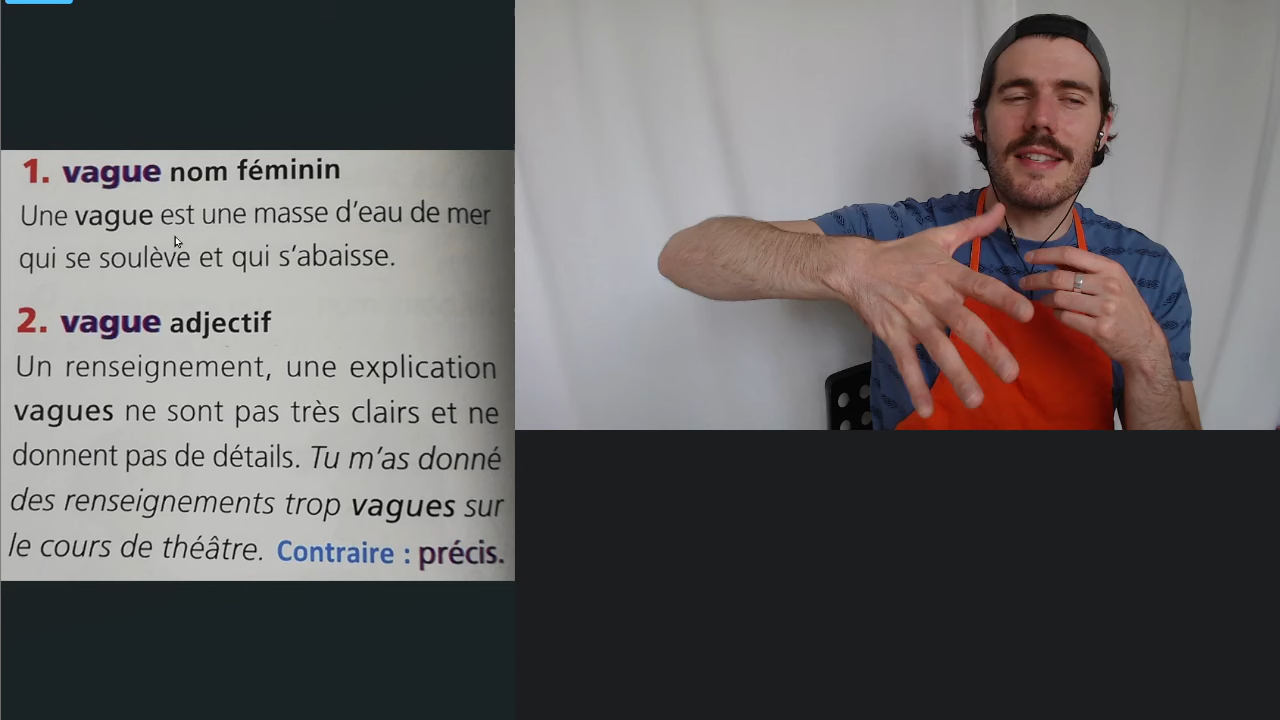 1. vague nom féminin
Une vague est une masse d'eau de mer
qui se soulève et qui s'abaisse.
2. vague adjectif
Un renseignement, une explication
vagues ne sont pas très clairs et ne
donnent pas de détails. Tu m'as donné
des renseignements trop vagues sur
le cours de théâtre. Contraire : précis.